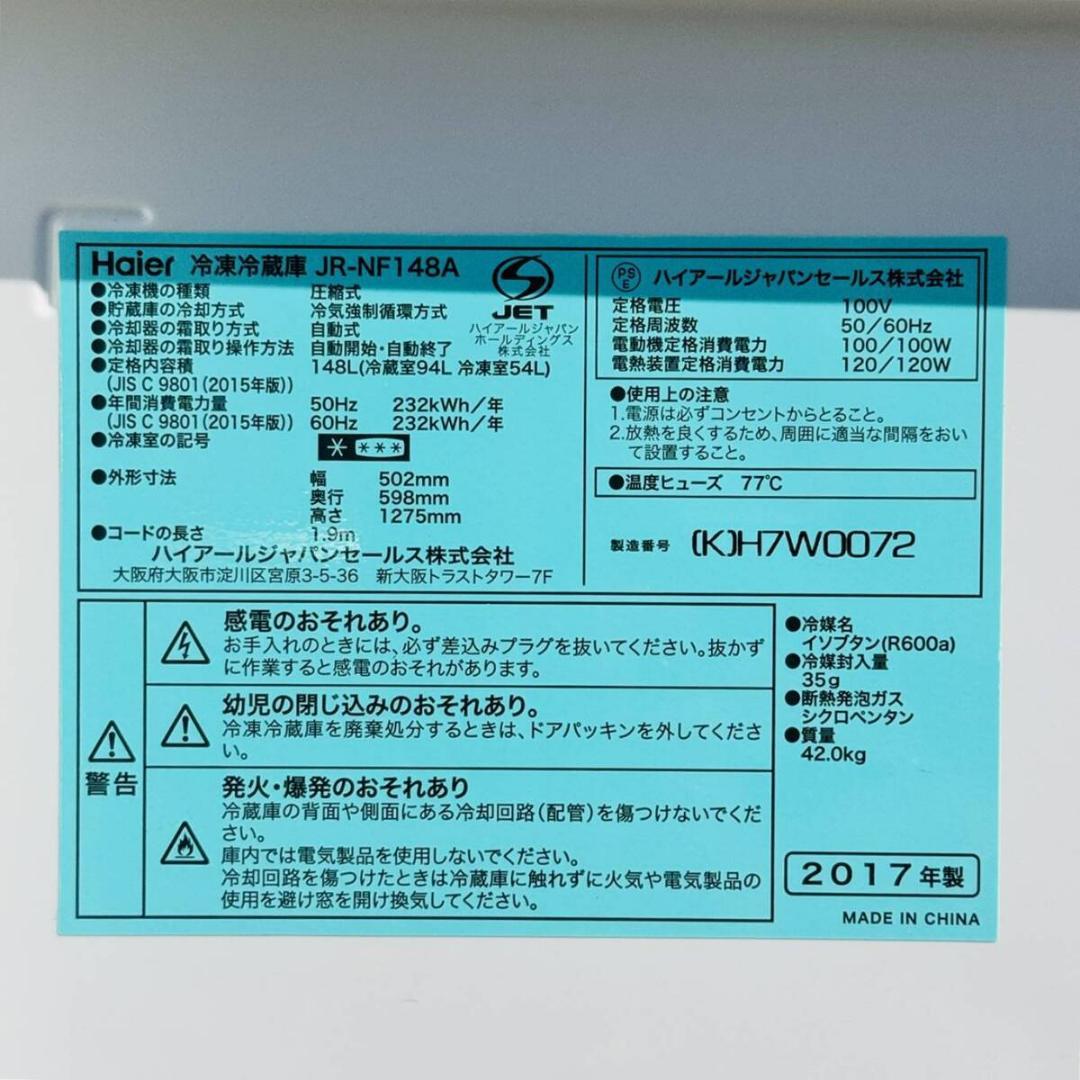 Haier 冷凍冷蔵庫 JR-NF148A
●冷凍機の種類 圧縮式
●貯蔵庫の冷却方式 冷気強制循環方式
●冷却器の霜取り方式 自動式
●冷却器の霜取り操作方法 自動開始・自動終了
●定格内容積 148L(冷蔵室94L 冷凍室54L)
(JIS C 9801(2015年版))
●年間消費電力量 50Hz 232kWh/年
(JIS C 9801(2015年版)) 60Hz 232kWh/年
●冷凍室の記号 * ***
●外形寸法 幅 502mm
奥行 598mm
高さ 1275mm
●コードの長さ 1.9m
ハイアールジャパンセールス株式会社
大阪府大阪市淀川区宮原3-5-36 新大阪トラストタワー7F
JET
ハイアールジャパン
ホールディングス
株式会社
PS
E
ハイアールジャパンセールス株式会社
定格電圧 100V
定格周波数 50/60Hz
電動機定格消費電力 100/100W
電熱装置定格消費電力 120/120W
●使用上の注意
1.電源は必ずコンセントからとること。
2.放熱を良くするため、周囲に適当な間隔をおい
て設置すること。
●温度ヒューズ 77℃
製造番号 (K)H7W0072
警告
感電のおそれあり。
お手入れのときには、必ず差込みプラグを抜いてください。抜かず
に作業すると感電のおそれがあります。
幼児の閉じ込めのおそれあり。
冷凍冷蔵庫を廃棄処分するときは、ドアパッキンを外してくださ
い。
発火・爆発のおそれあり
冷蔵庫の背面や側面にある冷却回路(配管)を傷つけないでくだ
さい。
庫内では電気製品を使用しないでください。
冷却回路を傷つけたときは冷蔵庫に触れずに火気や電気製品の
使用を避け窓を開け換気してください。
●冷媒名
イソブタン(R600a)
●冷媒封入量
35g
●断熱発泡ガス
シクロペンタン
●質量
42.0kg
2017年製
MADE IN CHINA